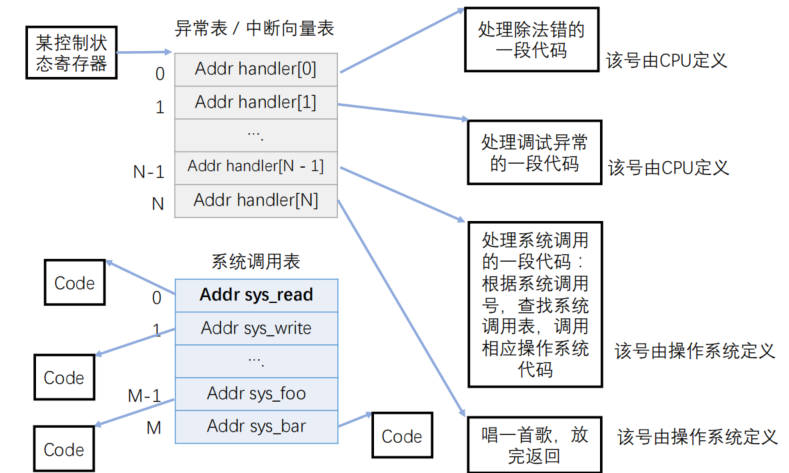 某控制状
态寄存器
异常表 / 中断向量表
0
Addr handler[0]
1
Addr handler[1]
….
N-1
Addr handler[N - 1]
N
Addr handler[N]
处理除法错的
一段代码
该号由CPU定义
处理调试异常
的一段代码
该号由CPU定义
处理系统调用
的一段代码：
根据系统调用
号，查找系统
调用表，调用
相应操作系统
代码
该号由操作系统定义
唱一首歌，放
完返回
该号由操作系统定义
系统调用表
Code
0
Addr sys_read
1
Addr sys_write
Code
….
M-1
Addr sys_foo
M
Addr sys_bar
Code
Code